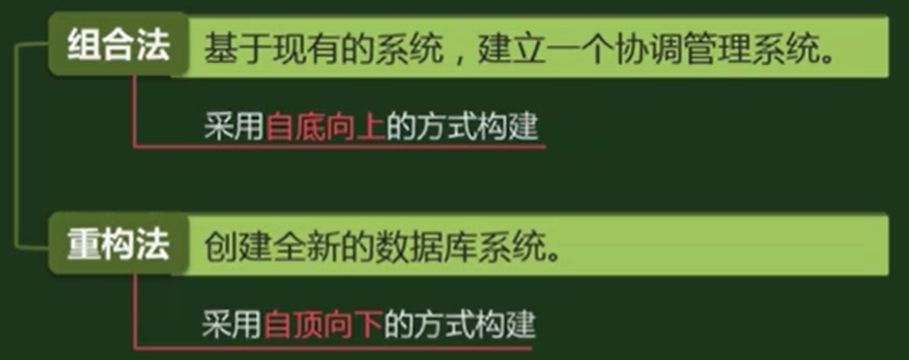 组合法 基于现有的系统，建立一个协调管理系统。
采用自底向上的方式构建
重构法 创建全新的数据库系统。
采用自顶向下的方式构建